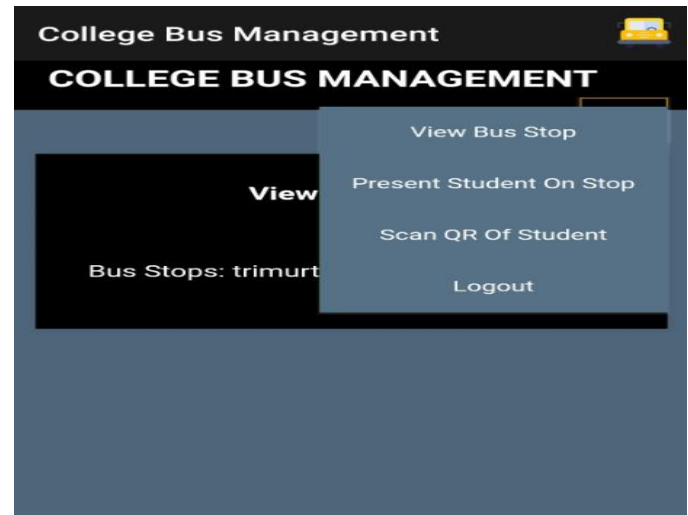 College Bus Management
COLLEGE BUS MANAGEMENT
View Bus Stop
Present Student On Stop
View
Scan QR Of Student
Bus Stops: trimurt
Logout